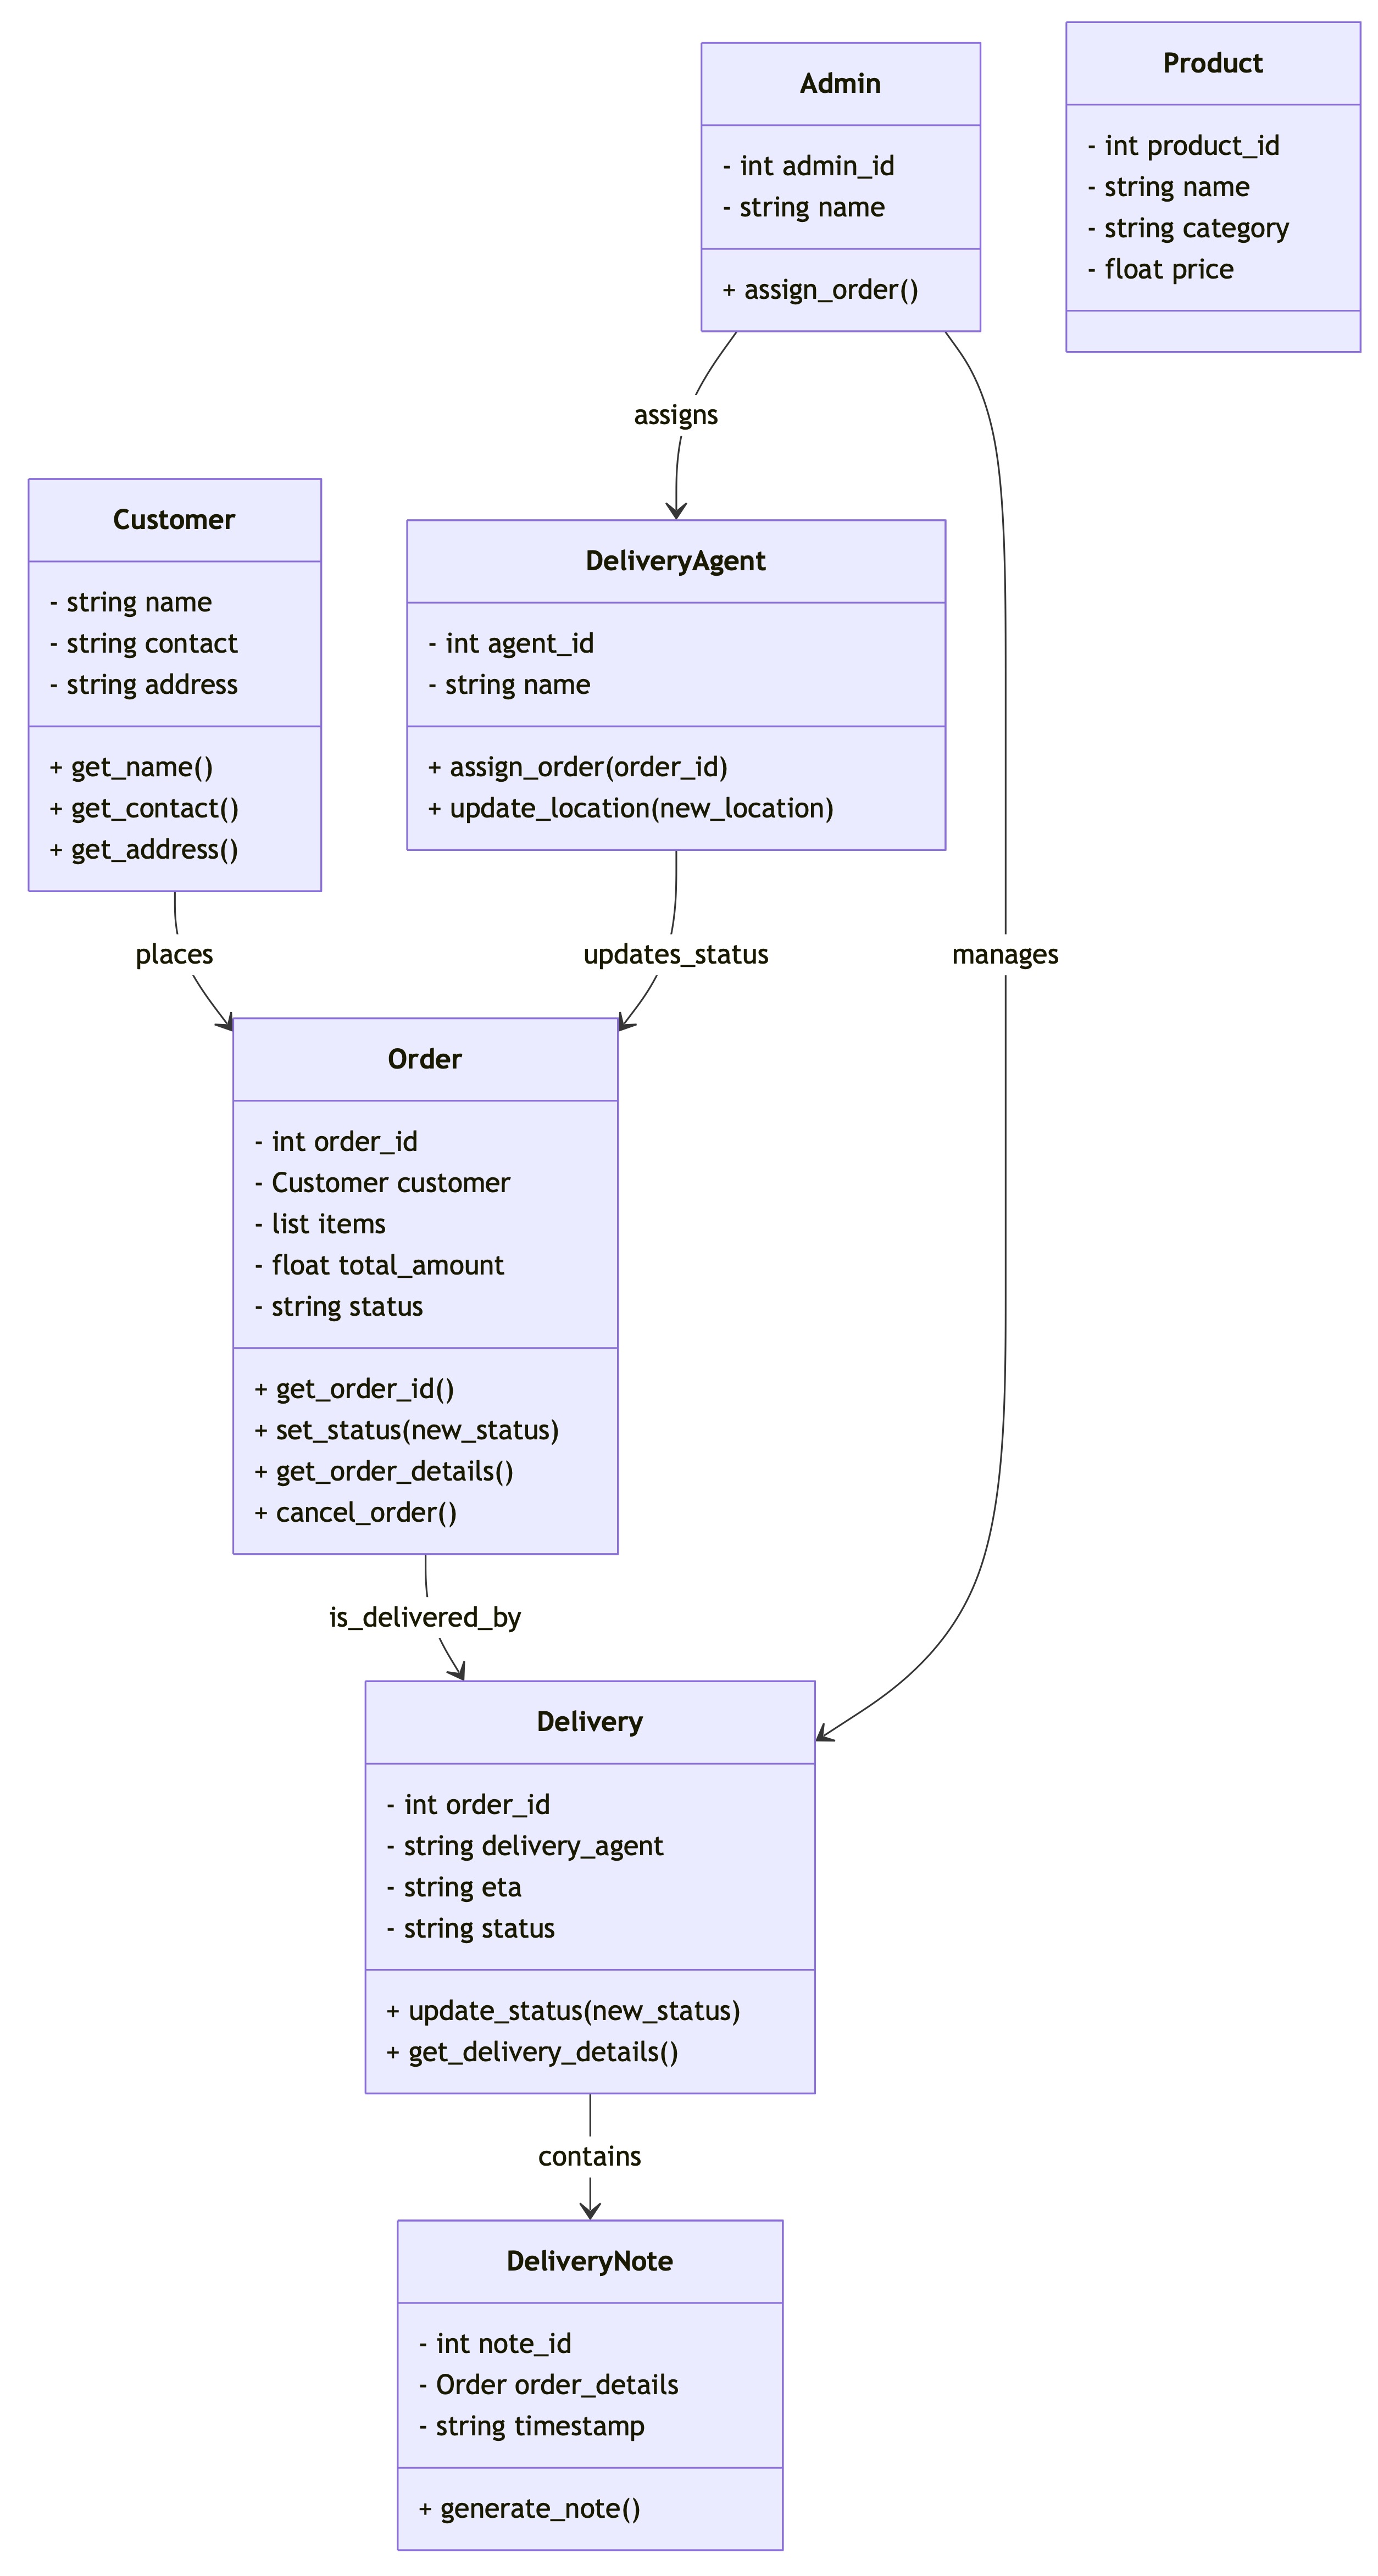 Admin
- int admin_id
- string name
+ assign_order()
Product
- int product_id
- string name
- string category
- float price
assigns
Customer
- string name
- string contact
- string address
+ get_name()
+ get_contact()
+ get_address()
DeliveryAgent
- int agent_id
- string name
+ assign_order(order_id)
+ update_location(new_location)
places
updates_status
manages
Order
- int order_id
- Customer customer
- list items
- float total_amount
- string status
+ get_order_id()
+ set_status(new_status)
+ get_order_details()
+ cancel_order()
is_delivered_by
Delivery
- int order_id
- string delivery_agent
- string eta
- string status
+ update_status(new_status)
+ get_delivery_details()
contains
DeliveryNote
- int note_id
- Order order_details
- string timestamp
+ generate_note()